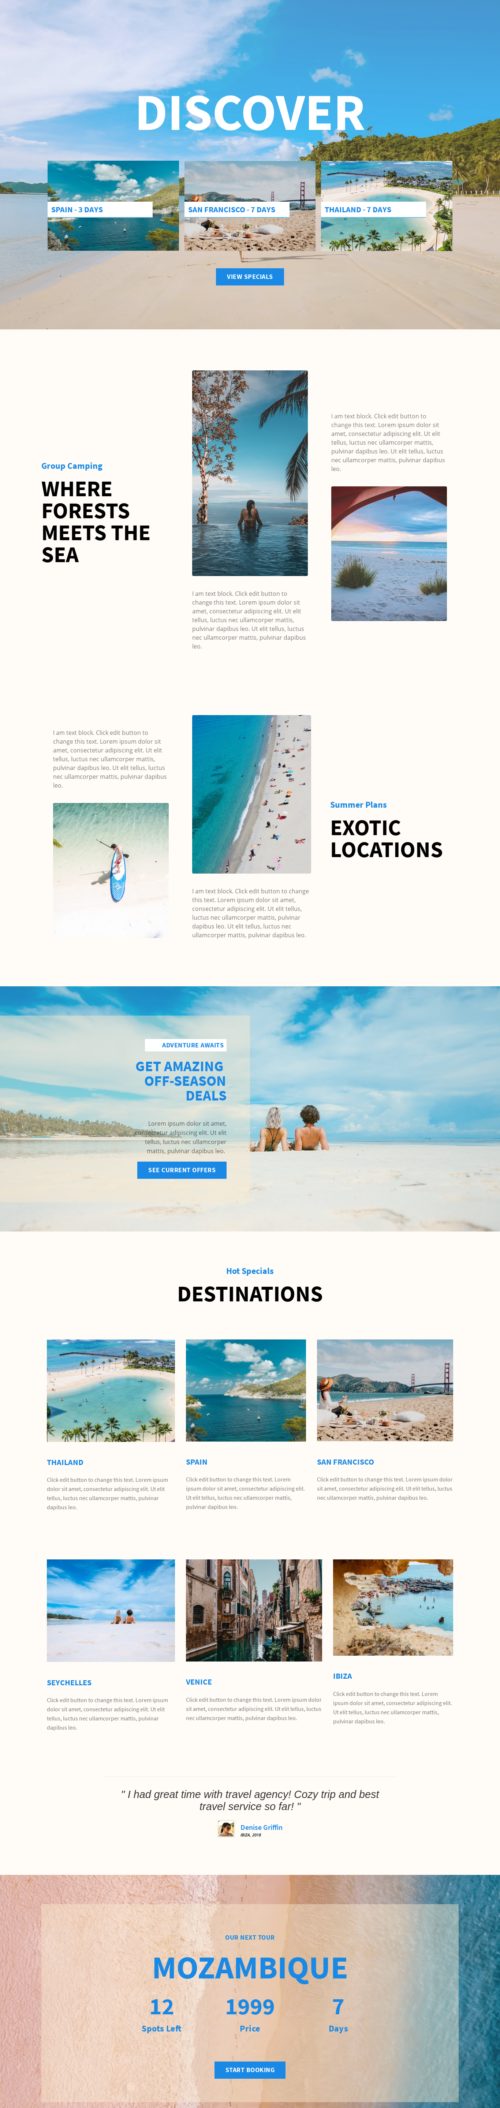 DISCOVER
SPAIN - 3 DAYS
SAN FRANCISCO - 7 DAYS
THAILAND - 7 DAYS
VIEW SPECIALS
Group Camping
WHERE
FORESTS
MEETS THE
SEA
I am text block. Click edit button to
change this text. Lorem ipsum dolor sit
amet, consectetur adipiscing elit. Ut elit
tellus, luctus nec ullamcorper mattis,
pulvinar dapibus leo. Ut elit tellus, luctus
nec ullamcorper mattis, pulvinar dapibus
leo.
I am text block. Click edit button to
change this text. Lorem ipsum dolor sit
amet, consectetur adipiscing elit. Ut elit
tellus, luctus nec ullamcorper mattis,
pulvinar dapibus leo. Ut elit tellus, luctus
nec ullamcorper mattis, pulvinar dapibus
leo.
I am text block. Click edit button to
change this text. Lorem ipsum dolor sit
amet, consectetur adipiscing elit. Ut elit
tellus, luctus nec ullamcorper mattis,
pulvinar dapibus leo. Ut elit tellus, luctus
nec ullamcorper mattis, pulvinar dapibus
leo.
I am text block. Click edit button to change
this text. Lorem ipsum dolor sit amet,
consectetur adipiscing elit. Ut elit tellus,
luctus nec ullamcorper mattis, pulvinar
dapibus leo. Ut elit tellus, luctus nec
ullamcorper mattis, pulvinar dapibus leo.
Summer Plans
EXOTIC
LOCATIONS
ADVENTURE AWAITS
GET AMAZING
OFF-SEASON
DEALS
Lorem ipsum dolor sit amet,
consectetur adipiscing elit. Ut elit
tellus, luctus nec ullamcorper
mattis, pulvinar dapibus leo.
SEE CURRENT OFFERS
Hot Specials
DESTINATIONS
THAILAND
Click edit button to change this text. Lorem ipsum
dolor sit amet, consectetur adipiscing elit. Ut elit
tellus, luctus nec ullamcorper mattis, pulvinar
dapibus leo.
SPAIN
Click edit button to change this text. Lorem
ipsum dolor sit amet, consectetur adipiscing elit.
Ut elit tellus, luctus nec ullamcorper mattis,
pulvinar dapibus leo.
SAN FRANCISCO
Click edit button to change this text. Lorem ipsum dolor
sit amet, consectetur adipiscing elit. Ut elit tellus, luctus
nec ullamcorper mattis, pulvinar dapibus leo.
SEYCHELLES
Click edit button to change this text. Lorem ipsum
dolor sit amet, consectetur adipiscing elit. Ut elit
tellus, luctus nec ullamcorper mattis, pulvinar
dapibus leo.
VENICE
Click edit button to change this text. Lorem ipsum dolor
sit amet, consectetur adipiscing elit. Ut elit tellus, luctus
nec ullamcorper mattis, pulvinar dapibus leo.
IBIZA
Click edit button to change this text. Lorem
ipsum dolor sit amet, consectetur adipiscing elit.
Ut elit tellus, luctus nec ullamcorper mattis,
pulvinar dapibus leo.
" I had great time with travel agency! Cozy trip and best
travel service so far! "
Denise Griffin
IBIZA, 2018
OUR NEXT TOUR
MOZAMBIQUE
12
Spots Left
1999
Price
7
Days
START BOOKING